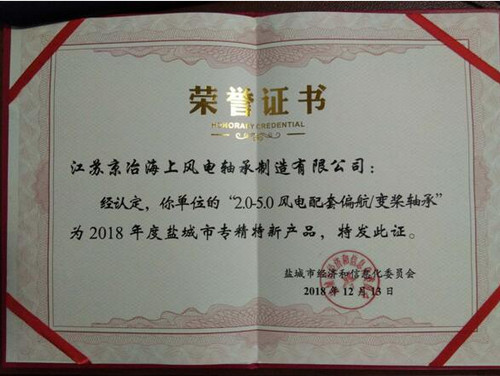 荣誉证书
HONORARY CREDENTIAL
江苏京冶海上风电轴承制造有限公司：
经认定，你单位的“2.0-5.0风电配套偏航/变桨轴承”
为2018年度盐城市专精特新产品，特发此证。
盐城市经济和信息化委员会
2018年12月13日